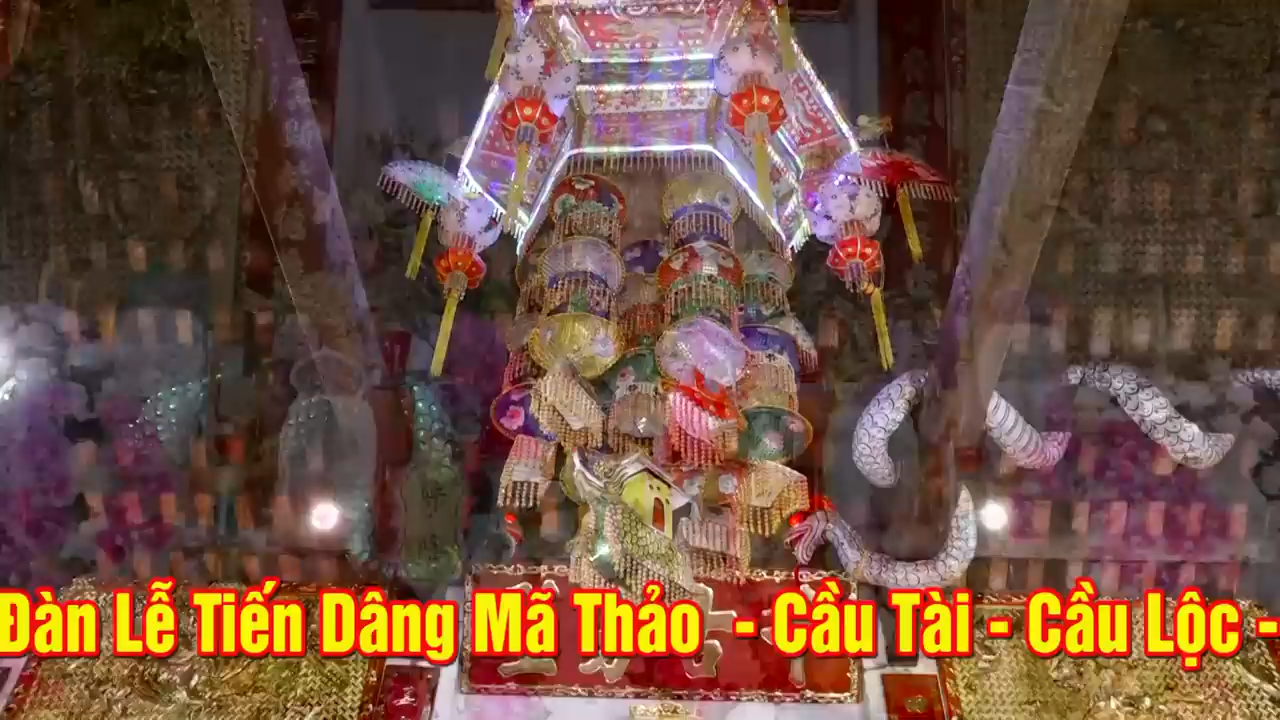 Đàn Lễ Tiến Dâng Mã Thảo - Cầu Tài - Cầu Lộc -